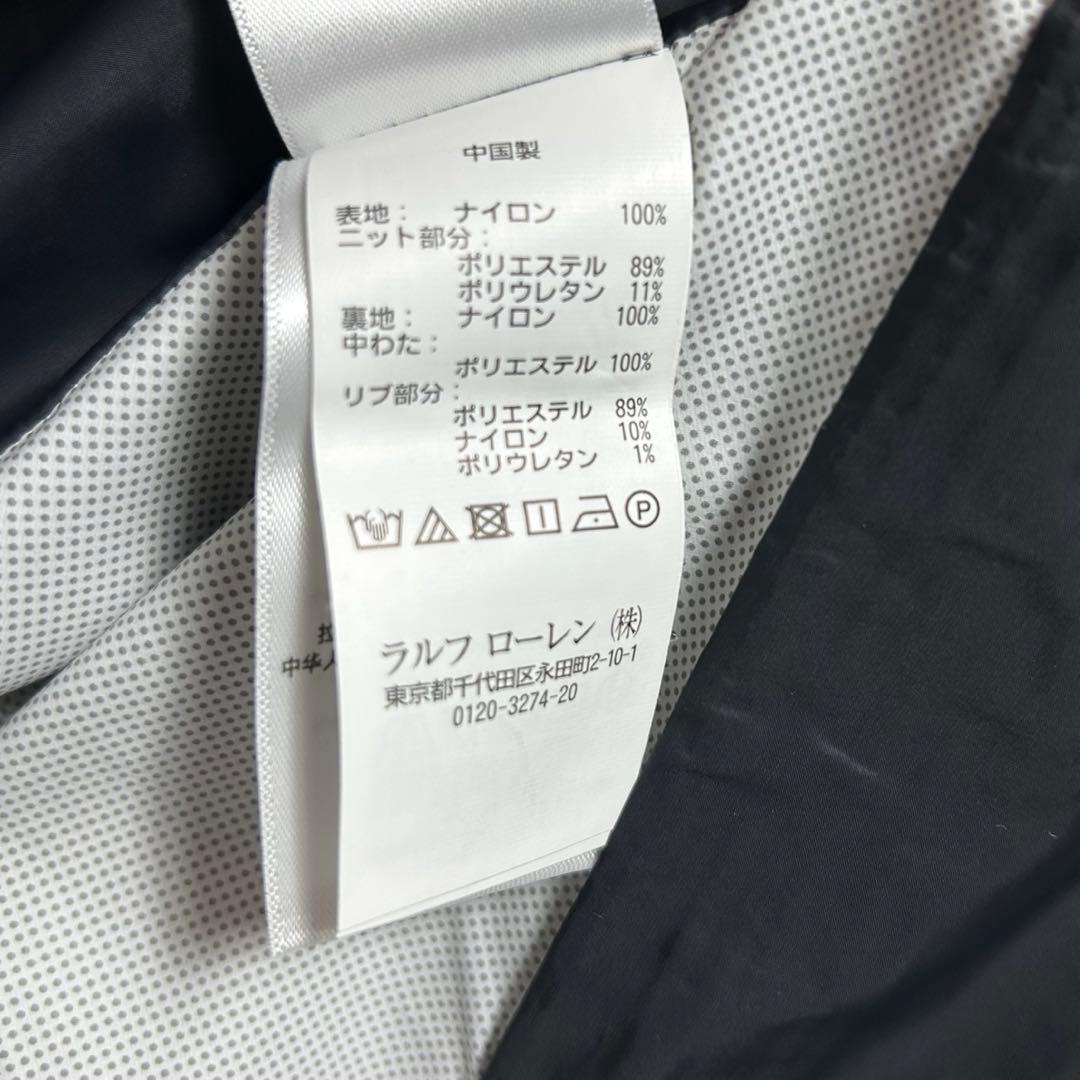 中国製
表地： ナイロン 100%
ニット部分：
ポリエステル 89%
ポリウレタン 11%
裏地： ナイロン 100%
中わた：
ポリエステル 100%
リブ部分：
ポリエステル 89%
ナイロン 10%
ポリウレタン 1%
P
ラルフ ローレン（株）
東京都千代田区永田町2-10-1
0120-3274-20
拉
中华人